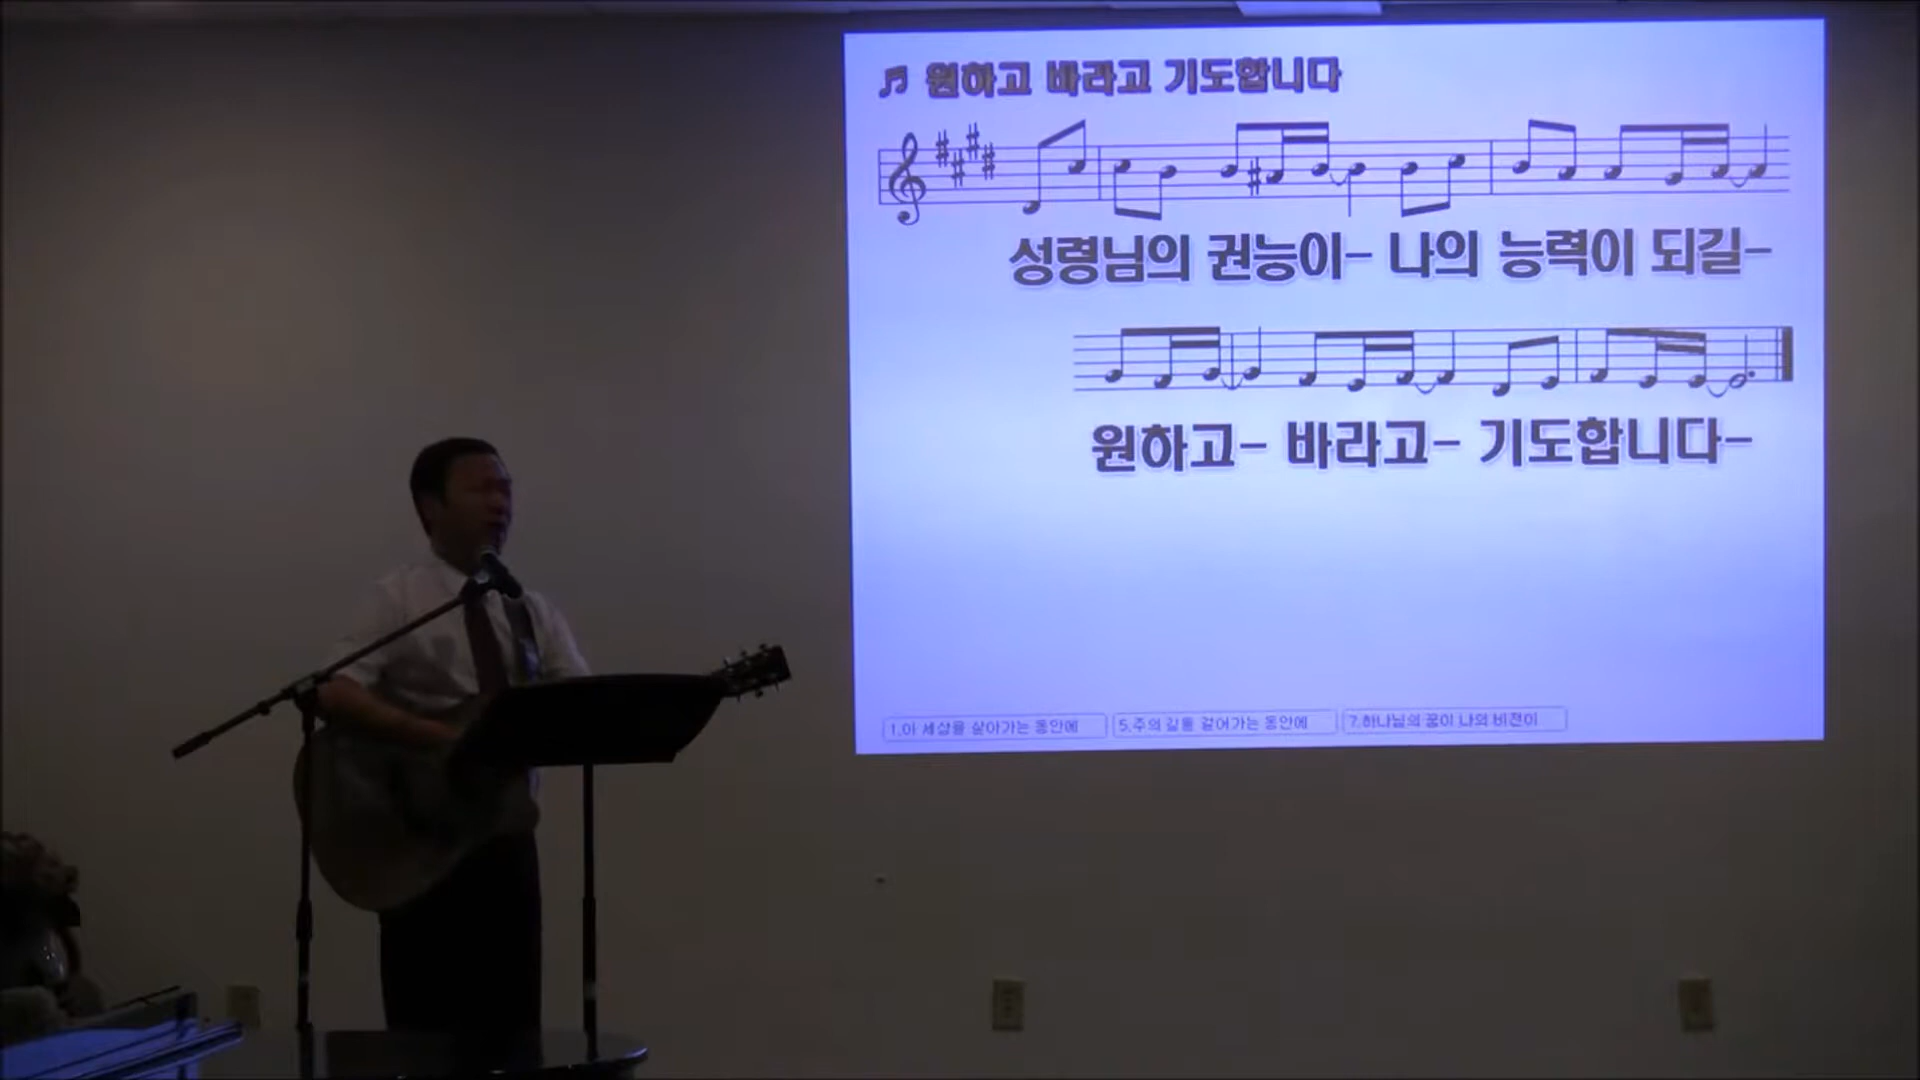 ♫ 원하고 바라고 기도합니다
성령님의 권능이- 나의 능력이 되길-
원하고- 바라고- 기도합니다-
1.이 세상을 살아가는 동안에 5.주의 길을 걸어가는 동안에 7.하나님의 꿈이 나의 비전이